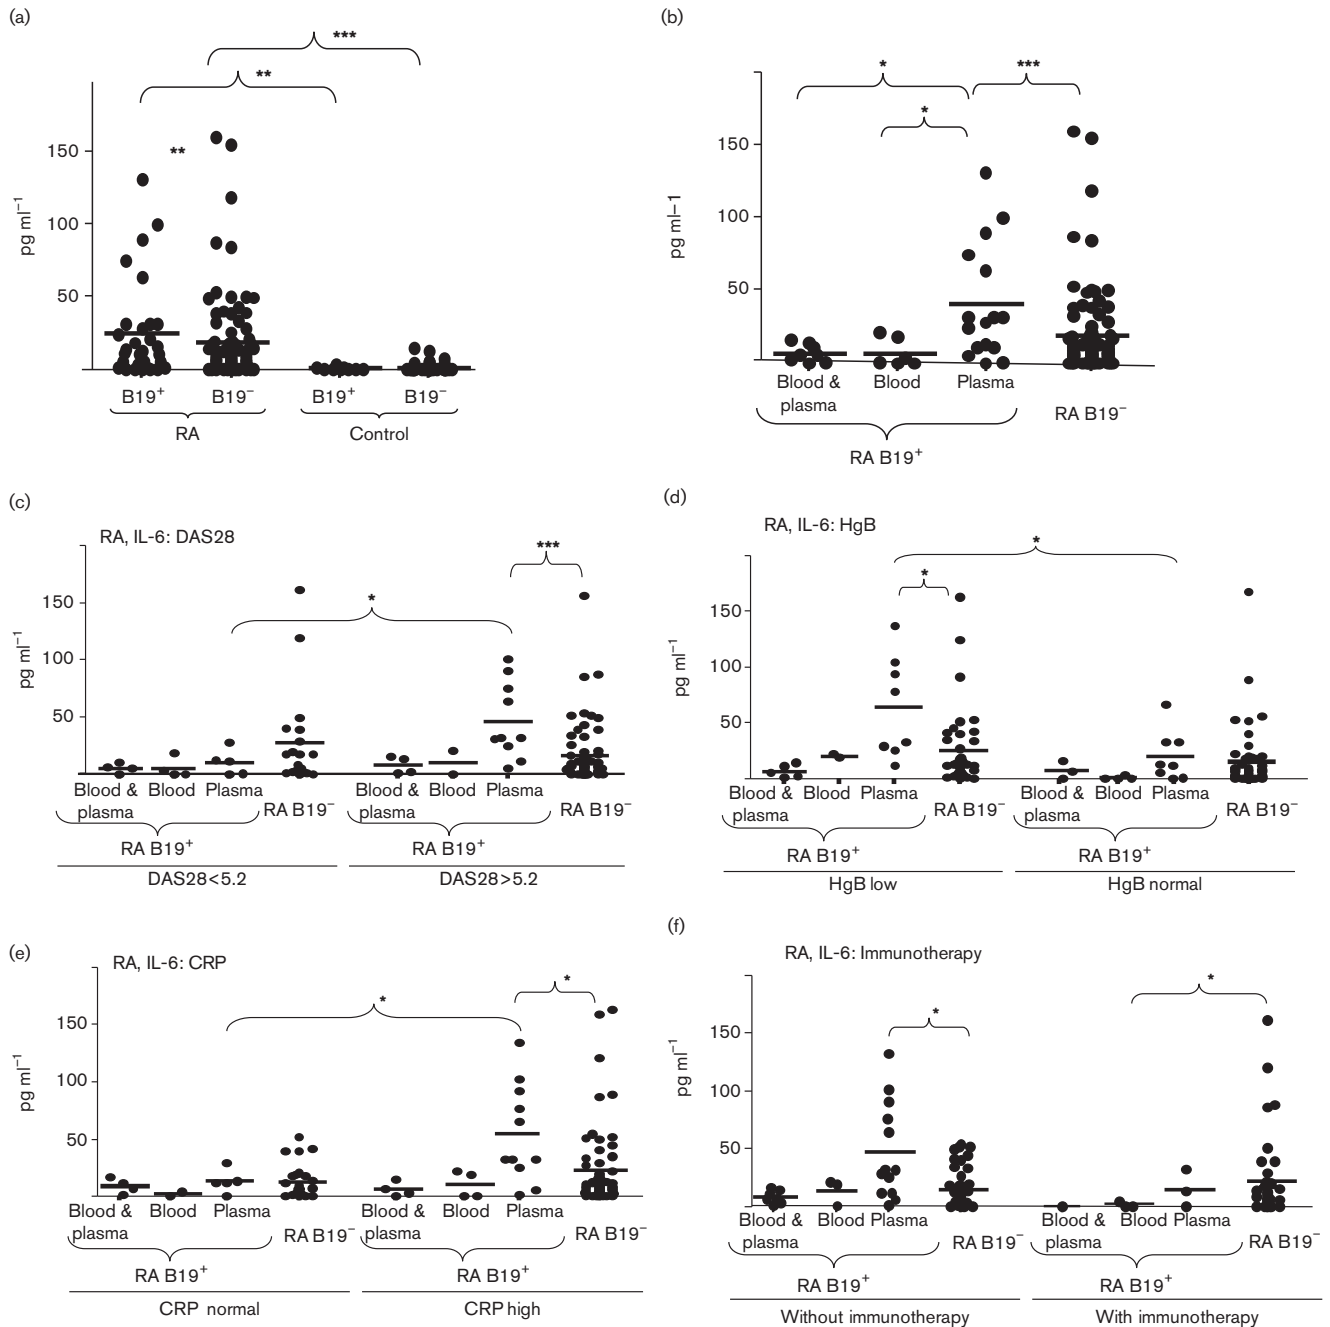 (a)
***
**
**
150
100
50
pg ml⁻¹
B19⁺ B19⁻ B19⁺ B19⁻
RA Control
(b)
* ***
*
150
100
50
pg ml–1
Blood & plasma Blood Plasma
RA B19⁻
RA B19⁺
(c)
RA, IL-6: DAS28
***
*
150
100
50
pg ml⁻¹
Blood & plasma Blood Plasma RA B19⁻ Blood & plasma Blood Plasma RA B19⁻
RA B19⁺ RA B19⁺
DAS28<5.2 DAS28>5.2
(d)
RA, IL-6: HgB
*
*
150
100
50
pg ml⁻¹
Blood & plasma Blood Plasma RA B19⁻ Blood & plasma Blood Plasma RA B19⁻
RA B19⁺ RA B19⁺
HgB low HgB normal
(e)
RA, IL-6: CRP
*
*
150
100
50
pg ml⁻¹
Blood & plasma Blood Plasma RA B19⁻ Blood & plasma Blood Plasma RA B19⁻
RA B19⁺ RA B19⁺
CRP normal CRP high
(f)
RA, IL-6: Immunotherapy
*
*
150
100
50
pg ml⁻¹
Blood & plasma Blood Plasma RA B19⁻ Blood & plasma Blood Plasma RA B19⁻
RA B19⁺ RA B19⁺
Without immunotherapy With immunotherapy